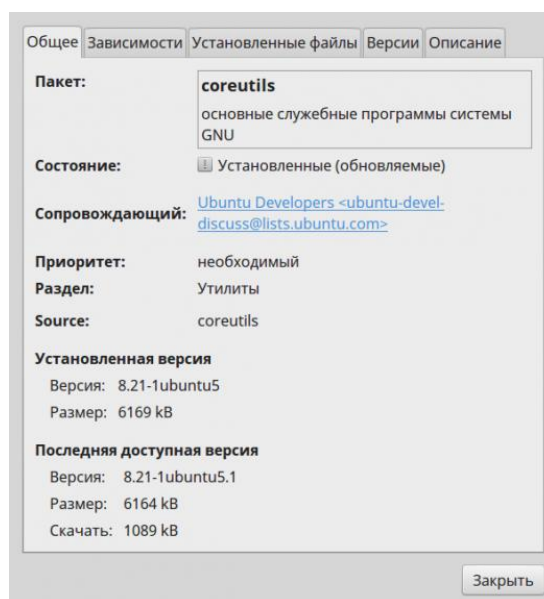 Общее Зависимости Установленные файлы Версии Описание
Пакет: coreutils
основные служебные программы системы
GNU
Состояние: Установленные (обновляемые)
Сопровождающий: Ubuntu Developers <ubuntu-devel-
discuss@lists.ubuntu.com>
Приоритет: необходимый
Раздел: Утилиты
Source: coreutils
Установленная версия
Версия: 8.21-1ubuntu5
Размер: 6169 kB
Последняя доступная версия
Версия: 8.21-1ubuntu5.1
Размер: 6164 kB
Скачать: 1089 kB
Закрыть